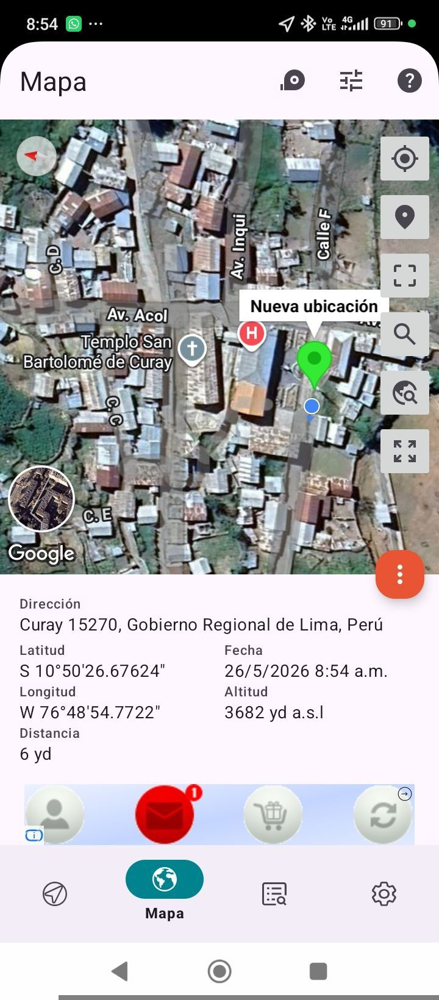 8:54
Vo
LTE
4G
91
Mapa
Av. Inqui
Calle F
C. D
Nueva ubicación
Av. Acol
Av.
H
Templo San
Bartolomé de Curay
C. C
C. E
Google
Dirección
Curay 15270, Gobierno Regional de Lima, Perú
Latitud
S 10°50'26.67624"
Fecha
26/5/2026 8:54 a.m.
Longitud
W 76°48'54.7722"
Altitud
3682 yd a.s.l
Distancia
6 yd
1
Mapa